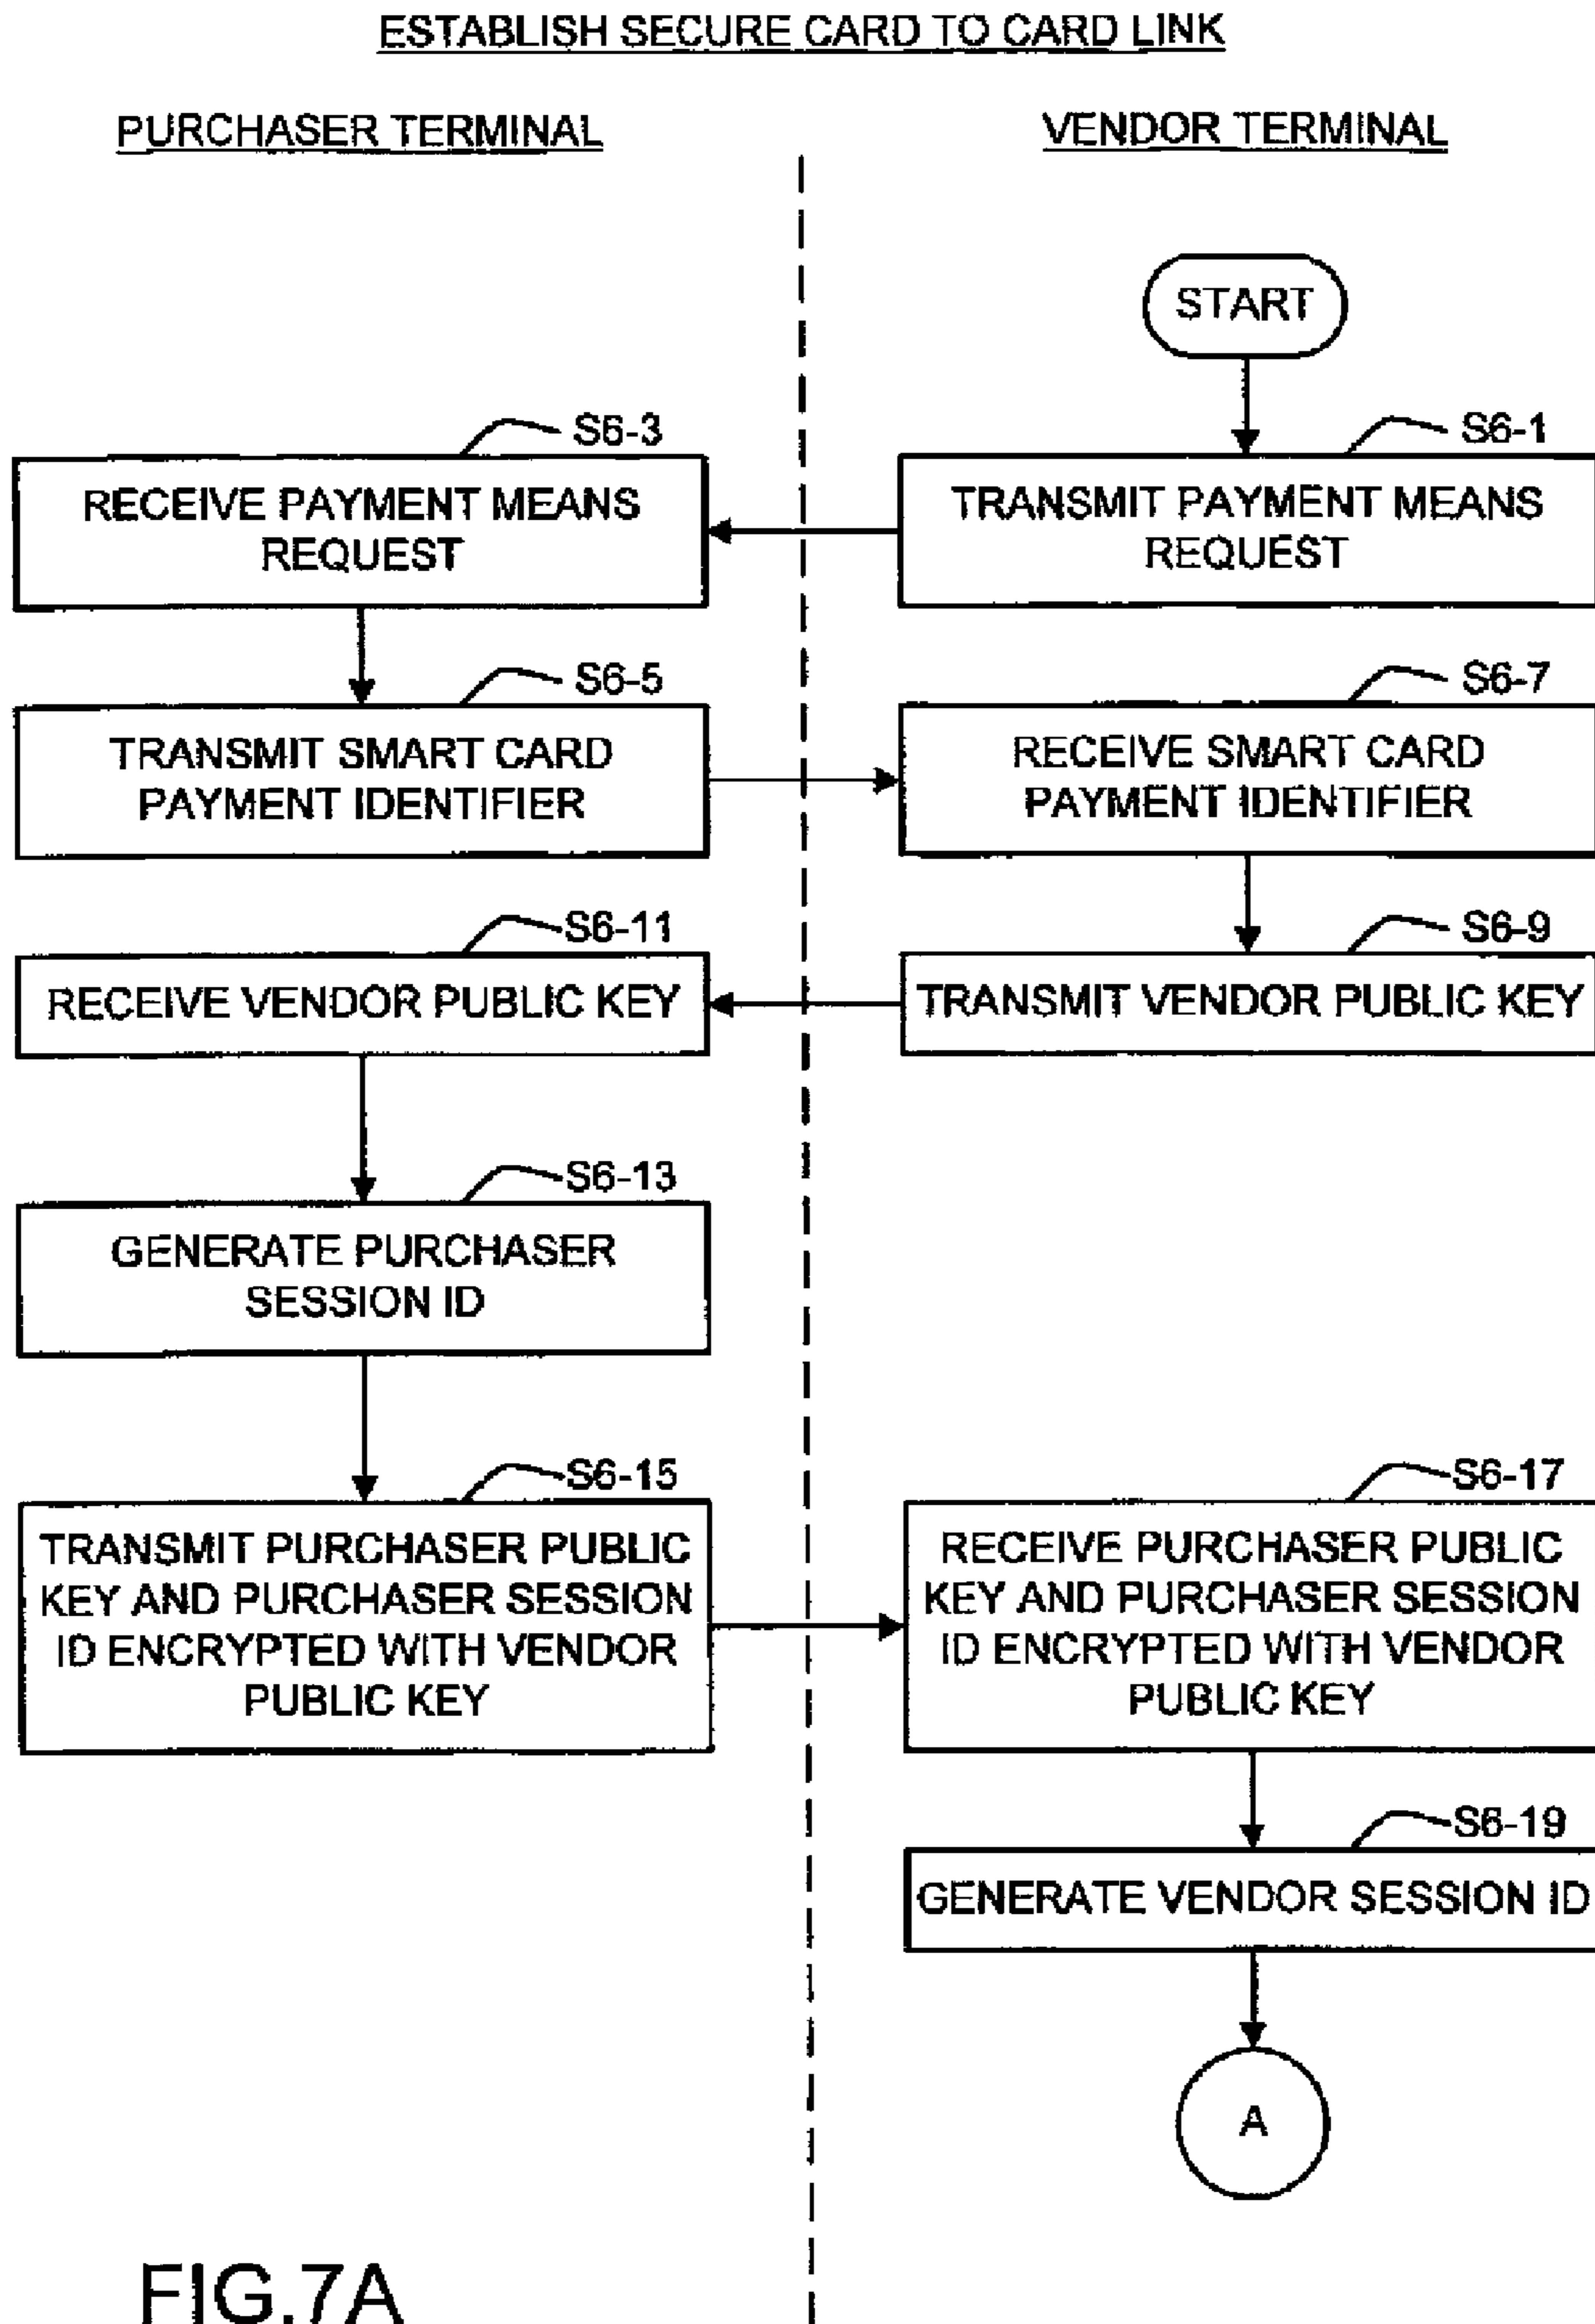 ESTABLISH SECURE CARD TO CARD LINK
PURCHASER TERMINAL
VENDOR TERMINAL
START
S6-3
S6-1
RECEIVE PAYMENT MEANS
REQUEST
TRANSMIT PAYMENT MEANS
REQUEST
S6-5
S6-7
TRANSMIT SMART CARD
PAYMENT IDENTIFIER
RECEIVE SMART CARD
PAYMENT IDENTIFIER
S6-11
S6-9
RECEIVE VENDOR PUBLIC KEY
TRANSMIT VENDOR PUBLIC KEY
S6-13
GENERATE PURCHASER
SESSION ID
S6-15
S6-17
TRANSMIT PURCHASER PUBLIC
KEY AND PURCHASER SESSION
ID ENCRYPTED WITH VENDOR
PUBLIC KEY
RECEIVE PURCHASER PUBLIC
KEY AND PURCHASER SESSION
ID ENCRYPTED WITH VENDOR
PUBLIC KEY
S6-19
GENERATE VENDOR SESSION ID
A
FIG.7A